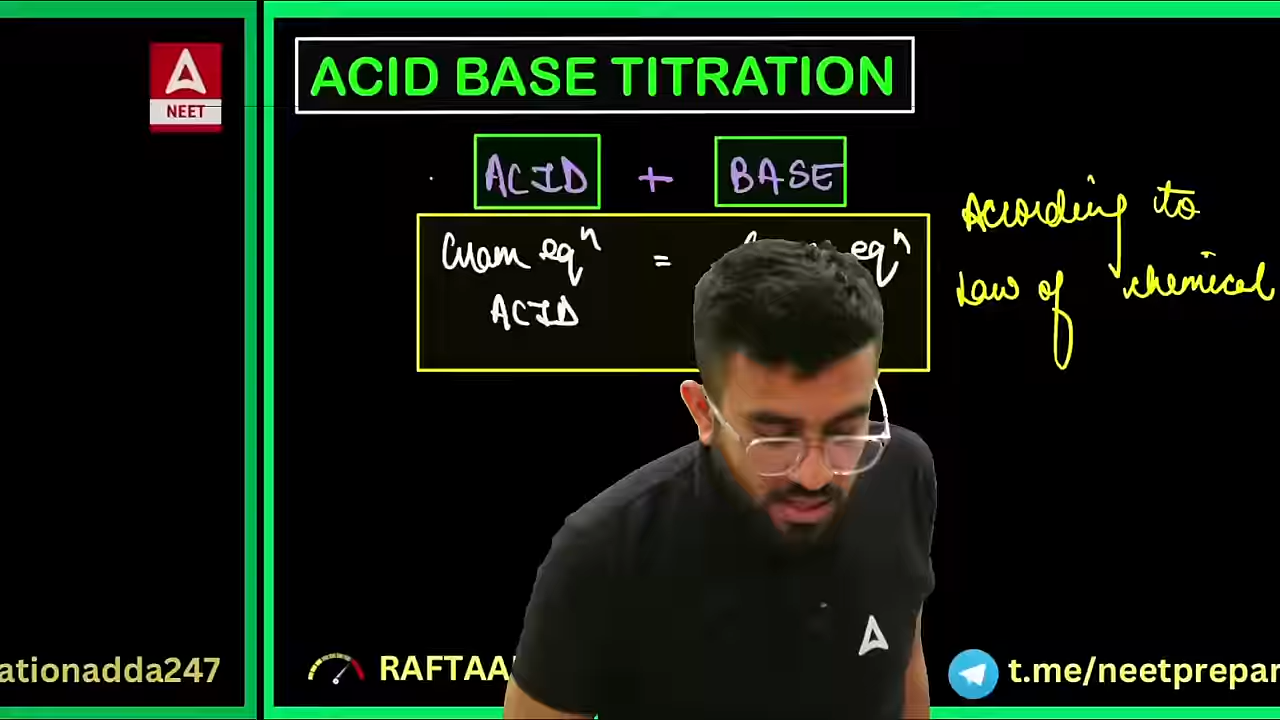 NEET
ACID BASE TITRATION
ACID + BASE
Gram eqⁿ = eqⁿ
ACID
According to
Law of chemical
ationadda247
RAFTAA
t.me/neetprepar